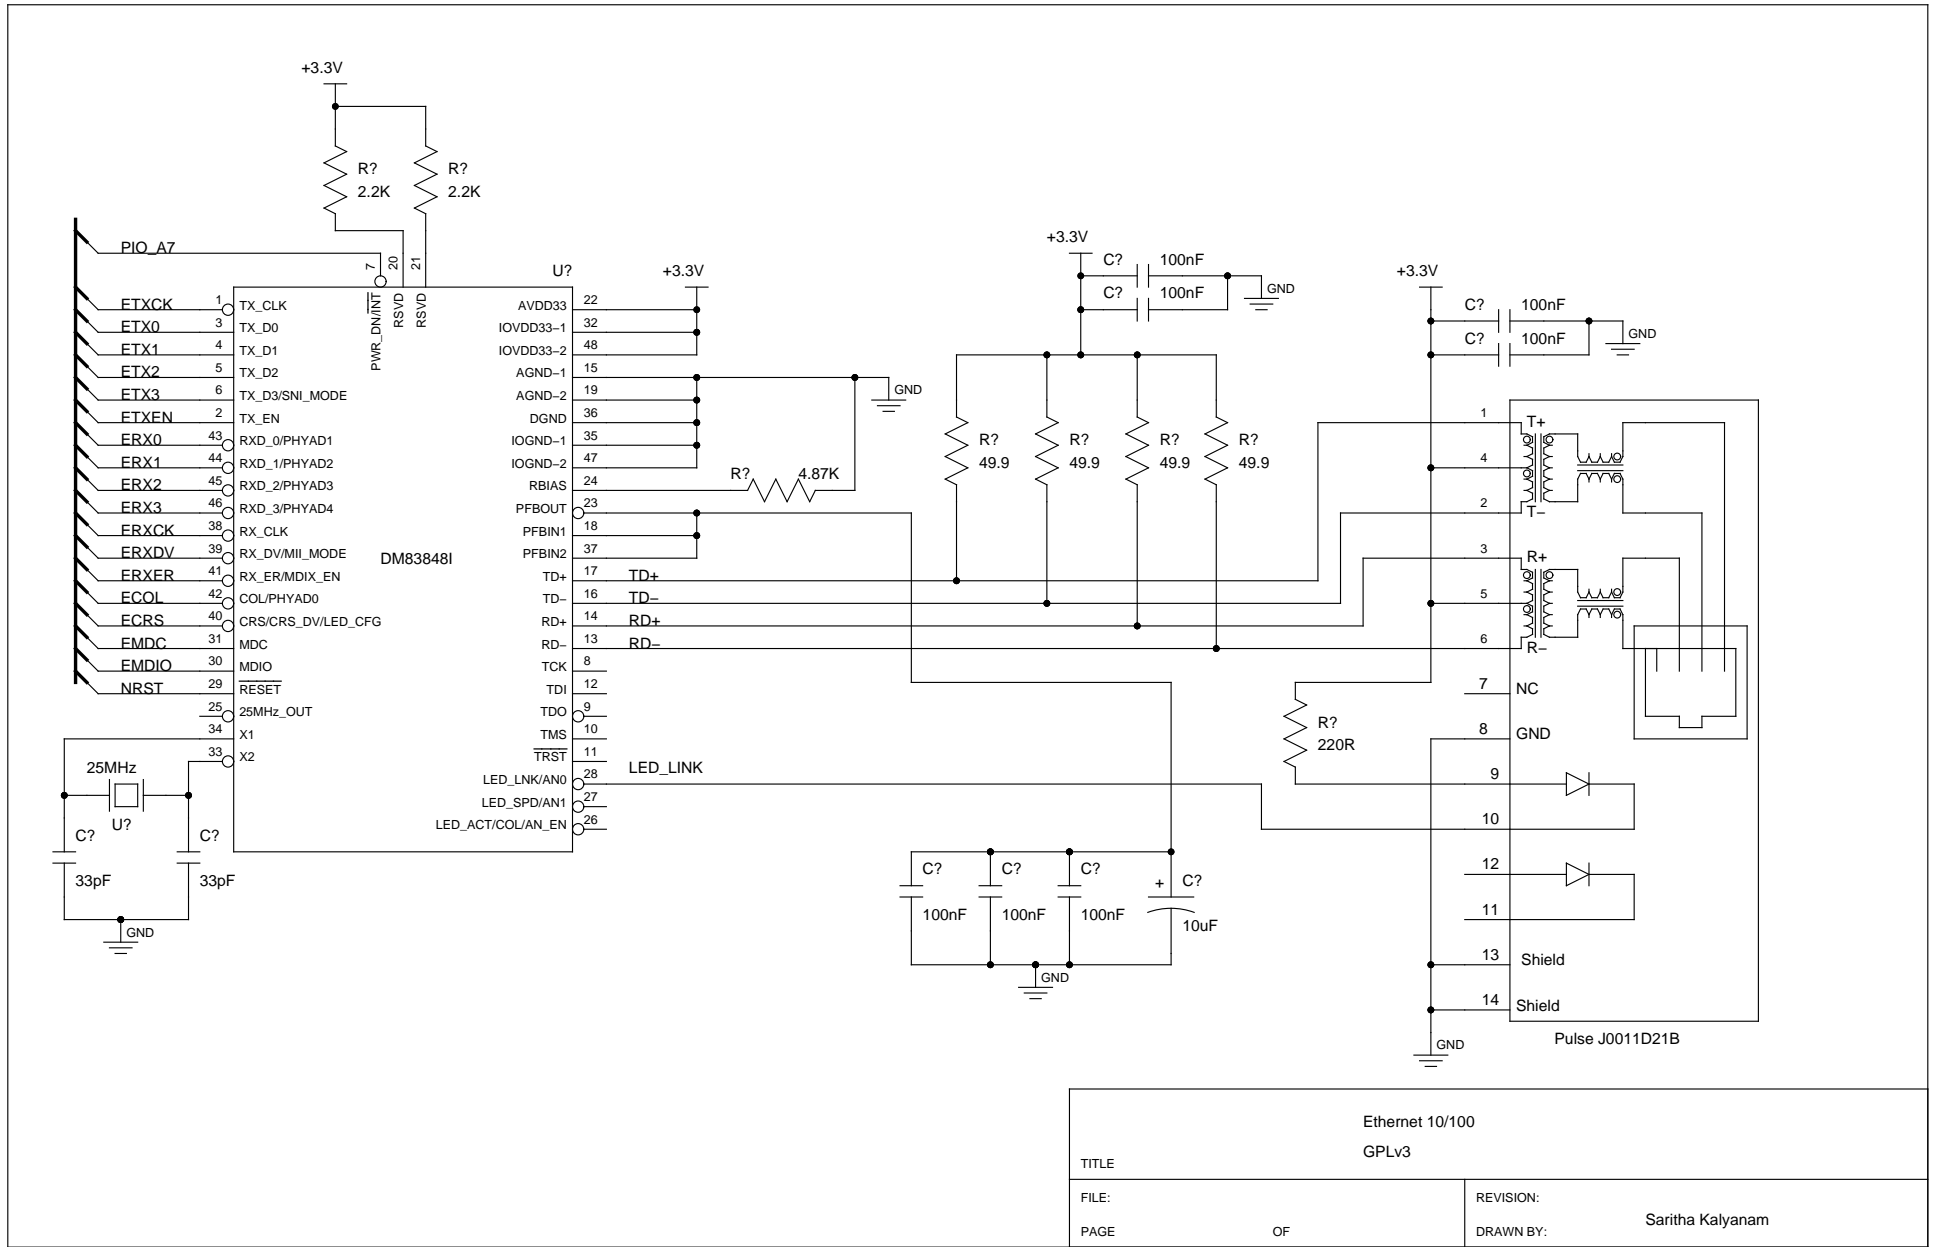 +3.3V
R?
2.2K
R?
2.2K
PIO_A7
7
20
21
PWR_DN/INT
RSVD
RSVD
U?
+3.3V
ETXCK 1 TX_CLK
ETX0 3 TX_D0
ETX1 4 TX_D1
ETX2 5 TX_D2
ETX3 6 TX_D3/SNI_MODE
ETXEN 2 TX_EN
ERX0 43 RXD_0/PHYAD1
ERX1 44 RXD_1/PHYAD2
ERX2 45 RXD_2/PHYAD3
ERX3 46 RXD_3/PHYAD4
ERXCK 38 RX_CLK
ERXDV 39 RX_DV/MII_MODE
ERXER 41 RX_ER/MDIX_EN
ECOL 42 COL/PHYAD0
ECRS 40 CRS/CRS_DV/LED_CFG
EMDC 31 MDC
EMDIO 30 MDIO
NRST 29 RESET
25 25MHz_OUT
34 X1
33 X2
DM83848I
AVDD33 22
IOVDD33−1 32
IOVDD33−2 48
AGND−1 15
AGND−2 19
DGND 36
IOGND−1 35
IOGND−2 47
RBIAS 24
PFBOUT 23
PFBIN1 18
PFBIN2 37
TD+ 17 TD+
TD− 16 TD−
RD+ 14 RD+
RD− 13 RD−
TCK 8
TDI 12
TDO 9
TMS 10
TRST 11
LED_LNK/AN0 28 LED_LINK
LED_SPD/AN1 27
LED_ACT/COL/AN_EN 26
GND
R? 4.87K
25MHz
U?
C?
33pF
C?
33pF
GND
+3.3V
C? 100nF
C? 100nF
GND
R?
49.9
R?
49.9
R?
49.9
R?
49.9
C?
100nF
C?
100nF
C?
100nF
+ C?
10uF
GND
+3.3V
C? 100nF
C? 100nF
GND
R?
220R
1 T+
4
2 T−
3 R+
5
6 R−
7 NC
8 GND
9
10
12
11
13 Shield
14 Shield
GND
Pulse J0011D21B
Ethernet 10/100
GPLv3
TITLE
FILE:
REVISION:
PAGE OF
DRAWN BY: Saritha Kalyanam